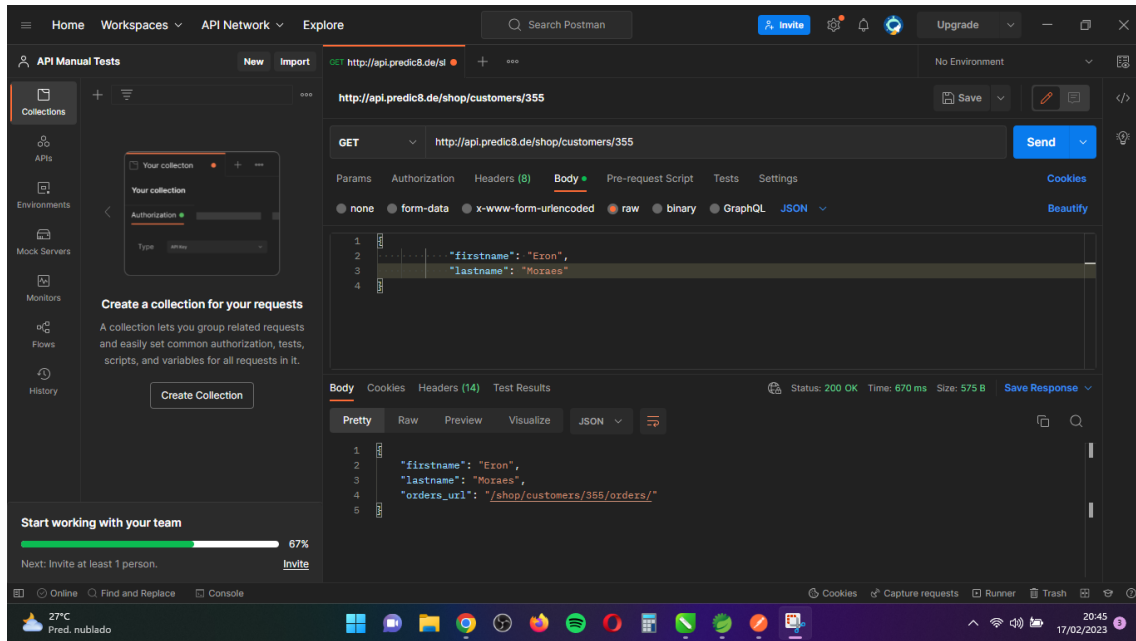 Home Workspaces API Network Explore Search Postman Invite Upgrade
API Manual Tests New Import GET http://api.predic8.de/sl No Environment
Collections
APIs
Environments
Mock Servers
Monitors
Flows
History
Your collecton
Your collection
Authorization
Type API Key
Create a collection for your requests
A collection lets you group related requests
and easily set common authorization, tests,
scripts, and variables for all requests in it.
Create Collection
Start working with your team
67%
Next: Invite at least 1 person. Invite
http://api.predic8.de/shop/customers/355 Save
GET http://api.predic8.de/shop/customers/355 Send
Params Authorization Headers (8) Body Pre-request Script Tests Settings Cookies
none form-data x-www-form-urlencoded raw binary GraphQL JSON Beautify
1 {
2 "firstname": "Eron",
3 "lastname": "Moraes"
4 }
Body Cookies Headers (14) Test Results Status: 200 OK Time: 670 ms Size: 575 B Save Response
Pretty Raw Preview Visualize JSON
1 {
2 "firstname": "Eron",
3 "lastname": "Moraes",
4 "orders_url": "/shop/customers/355/orders/"
5 }
Online Find and Replace Console Cookies Capture requests Runner Trash
27°C
Pred. nublado
20:45
17/02/2023
3